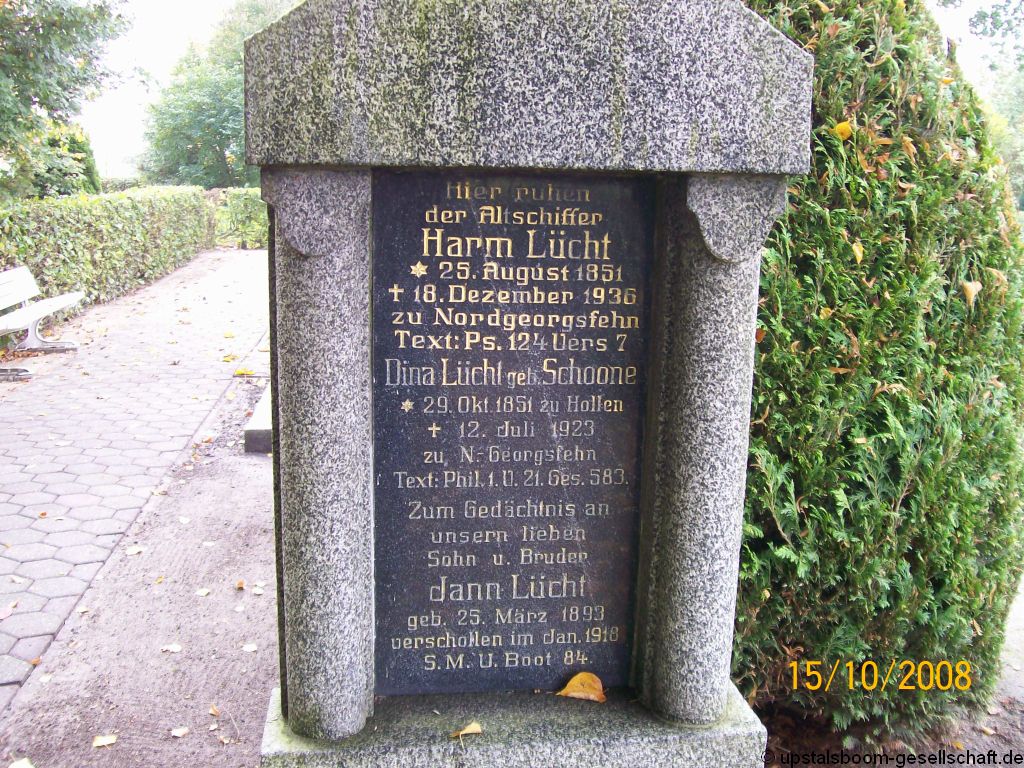 Hier ruhen
der Altschiffer
Harm Lücht
* 25. August 1851
† 18. Dezember 1936
zu Nordgeorgsfehn
Text: Ps. 124 Vers 7
Dina Lücht geb. Schoone
* 29. Okt. 1851 zu Hollen
† 12. Juli 1923
zu N.-Georgsfehn
Text: Phil. 1. V. 21. Ges. 583.
Zum Gedächtnis an
unsern lieben
Sohn u. Bruder
Jann Lücht
geb. 25. März 1893
verschollen im Jan. 1918
S. M. U. Boot 84.
15/10/2008
© upstalsboom-gesellschaft.de